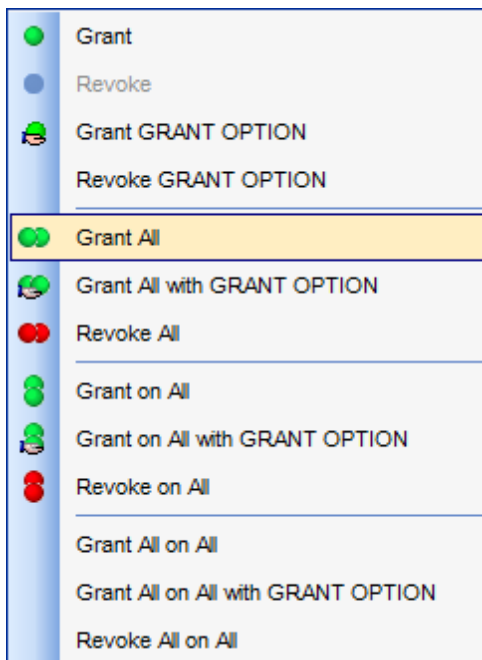 Grant
Revoke
Grant GRANT OPTION
Revoke GRANT OPTION
Grant All
Grant All with GRANT OPTION
Revoke All
Grant on All
Grant on All with GRANT OPTION
Revoke on All
Grant All on All
Grant All on All with GRANT OPTION
Revoke All on All